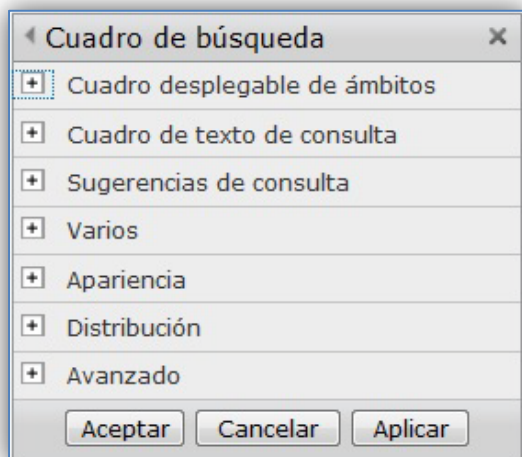 Cuadro de búsqueda
Cuadro desplegable de ámbitos
Cuadro de texto de consulta
Sugerencias de consulta
Varios
Apariencia
Distribución
Avanzado
Aceptar Cancelar Aplicar